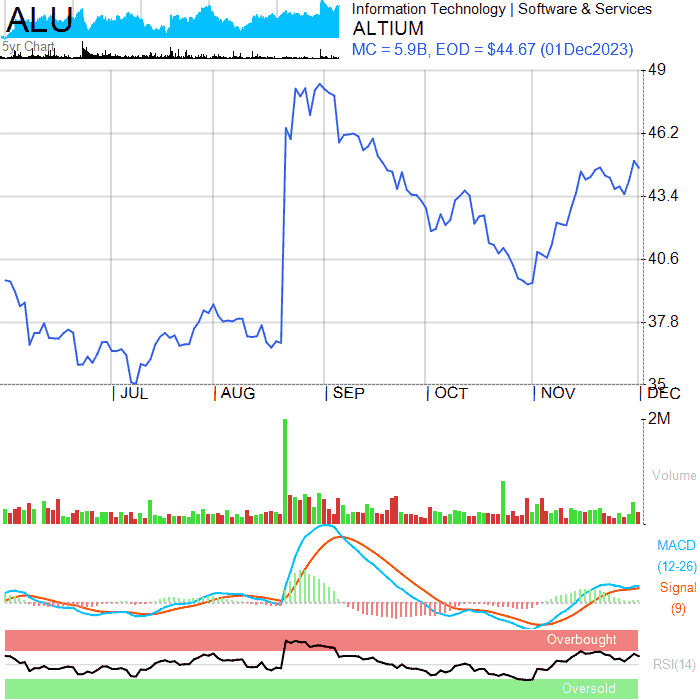 ALU
5yr Chart
Information Technology | Software & Services
ALTIUM
MC = 5.9B, EOD = $44.67 (01Dec2023)
49
46.2
43.4
40.6
37.8
35
JUL
AUG
SEP
OCT
NOV
DEC
2M
Volume
MACD
(12-26)
Signal
(9)
Overbought
RSI(14)
Oversold